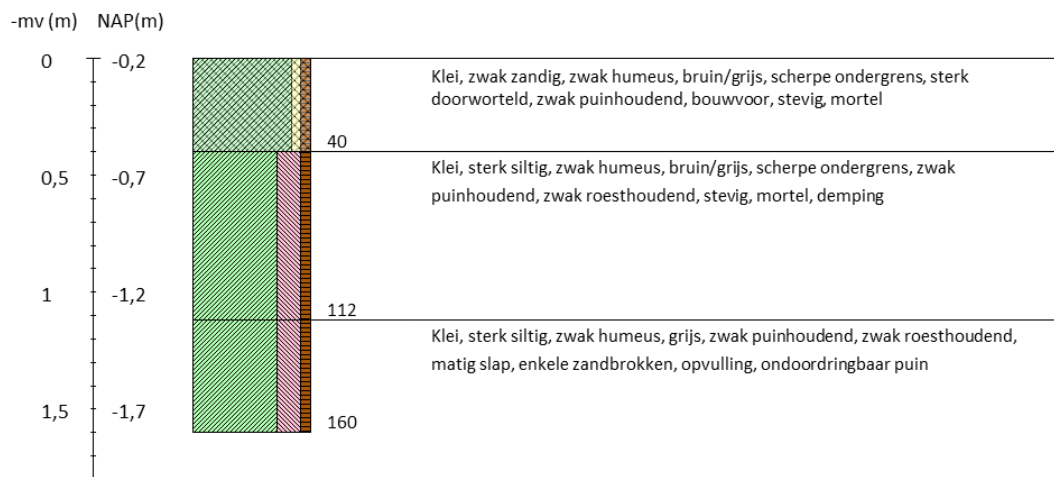 -mv (m) NAP(m)
0 -0,2
Klei, zwak zandig, zwak humeus, bruin/grijs, scherpe ondergrens, sterk
doorworteld, zwak puinhoudend, bouwvoor, stevig, mortel
40
Klei, sterk siltig, zwak humeus, bruin/grijs, scherpe ondergrens, zwak
0,5 -0,7
puinhoudend, zwak roesthoudend, stevig, mortel, demping
1 -1,2
112
Klei, sterk siltig, zwak humeus, grijs, zwak puinhoudend, zwak roesthoudend,
matig slap, enkele zandbrokken, opvulling, ondoordringbaar puin
1,5 -1,7
160